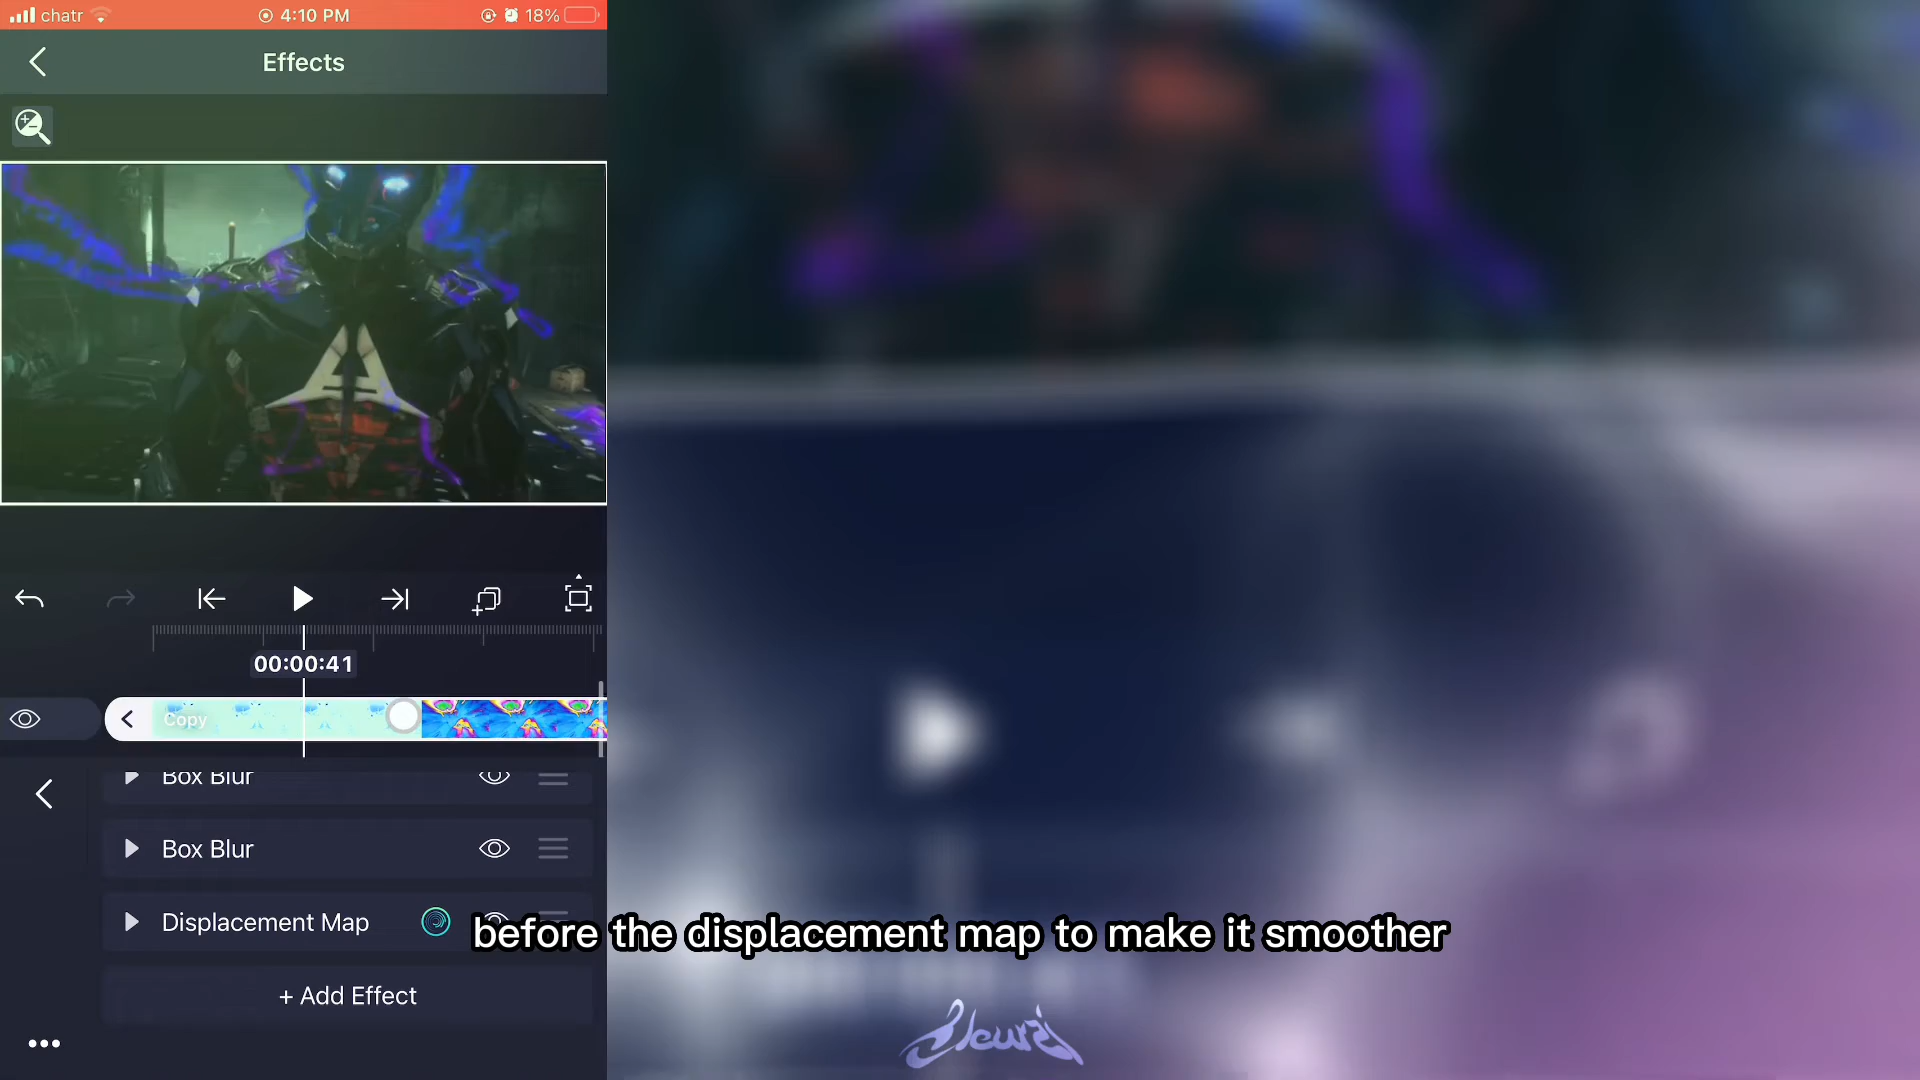 chatr
4:10 PM
18%
Effects
00:00:41
Copy
Box Blur
Box Blur
Displacement Map
before the displacement map to make it smoother
+ Add Effect